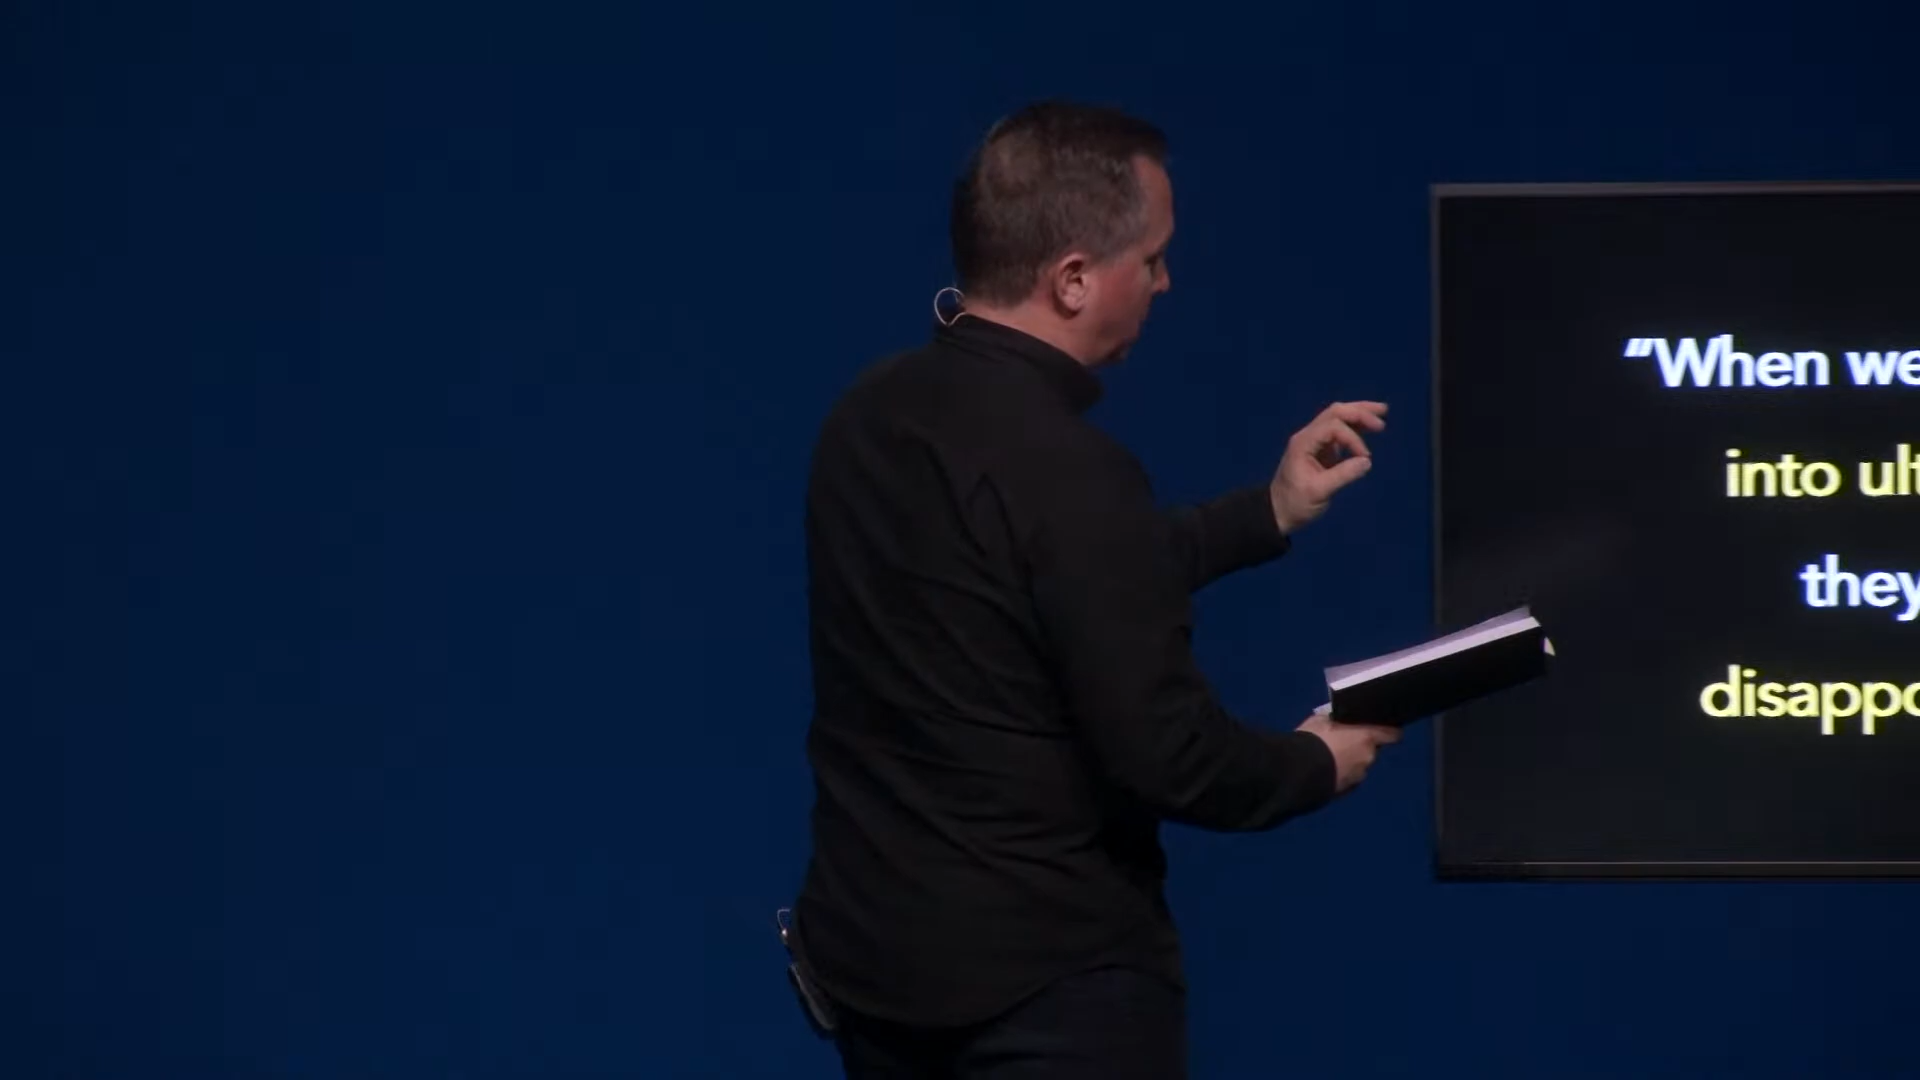 “When we
into ult
they
disappo